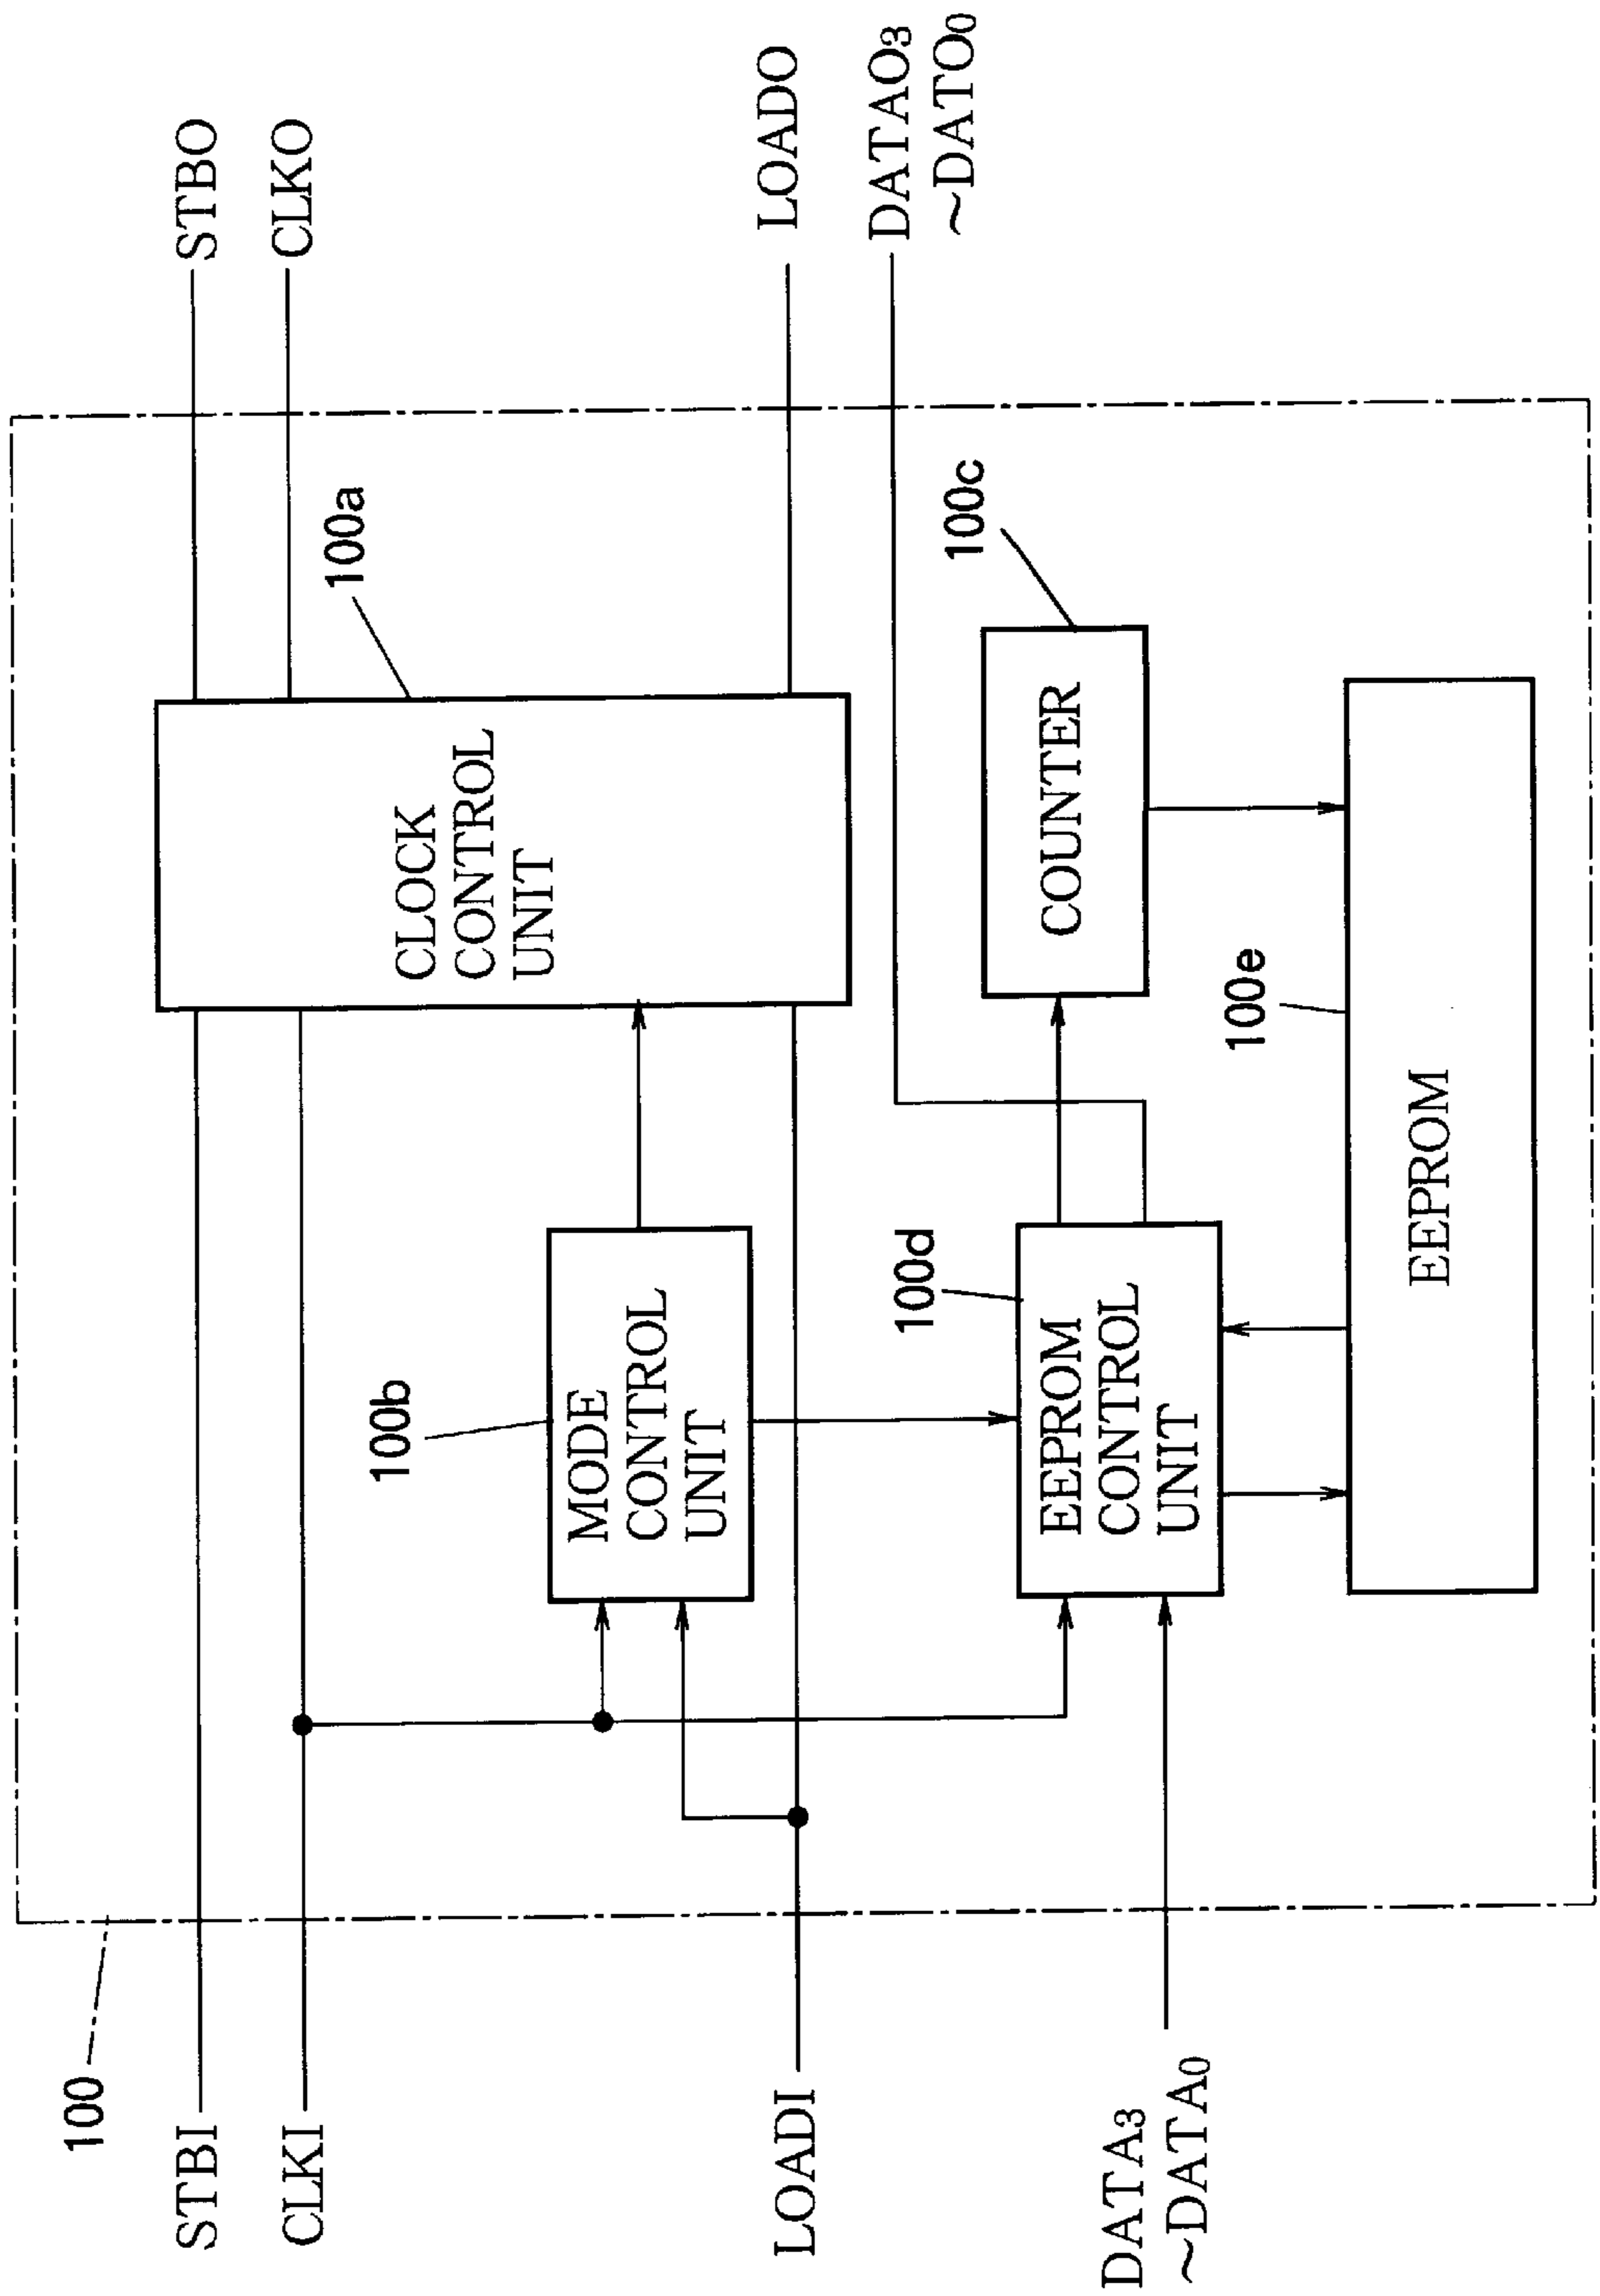 100
STBI
STBO
CLKI
CLKO
100a
CLOCK
CONTROL
UNIT
100b
MODE
CONTROL
UNIT
LOADI
LOADO
DATAO3
~DATO0
100c
COUNTER
100d
EEPROM
CONTROL
UNIT
DATA3
~DATA0
100e
EEPROM